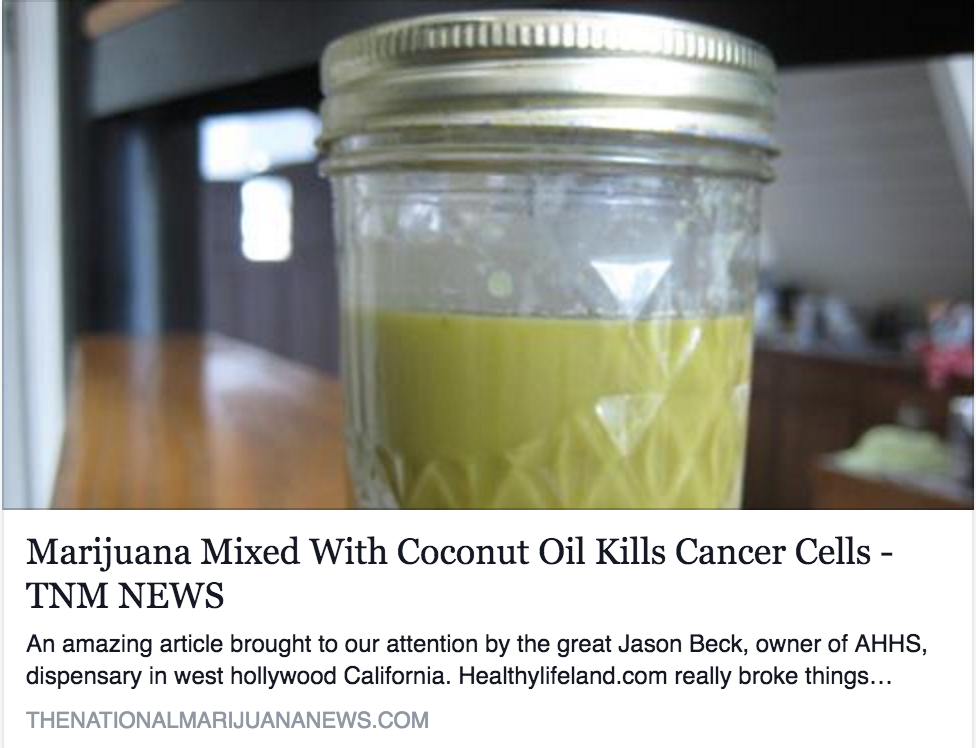 Marijuana Mixed With Coconut Oil Kills Cancer Cells -
TNM NEWS
An amazing article brought to our attention by the great Jason Beck, owner of AHHS,
dispensary in west hollywood California. Healthylifeland.com really broke things...
THENATIONALMARIJUANANEWS.COM